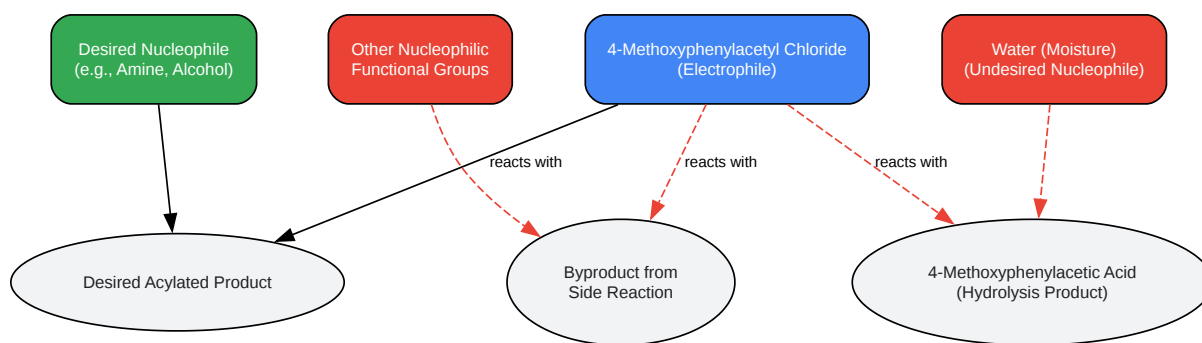 Desired Nucleophile
(e.g., Amine, Alcohol)
Other Nucleophilic
Functional Groups
4-Methoxyphenylacetyl Chloride
(Electrophile)
Water (Moisture)
(Undesired Nucleophile)
reacts with
reacts with
reacts with
Desired Acylated Product
Byproduct from
Side Reaction
4-Methoxyphenylacetic Acid
(Hydrolysis Product)